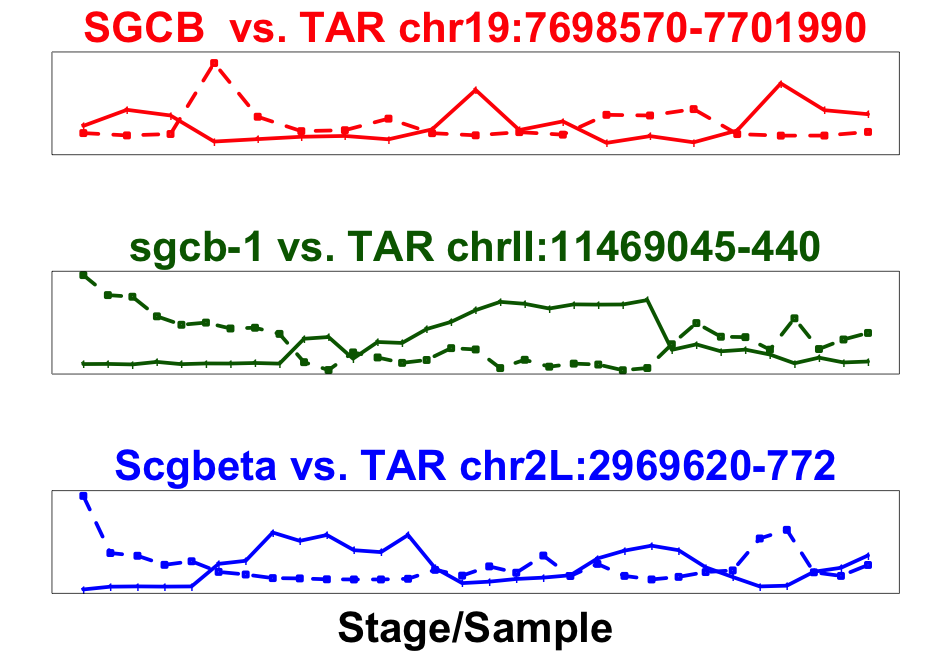 SGCB  vs. TAR chr19:7698570-7701990
sgcb-1 vs. TAR chrII:11469045-440
Scgbeta vs. TAR chr2L:2969620-772
Stage/Sample